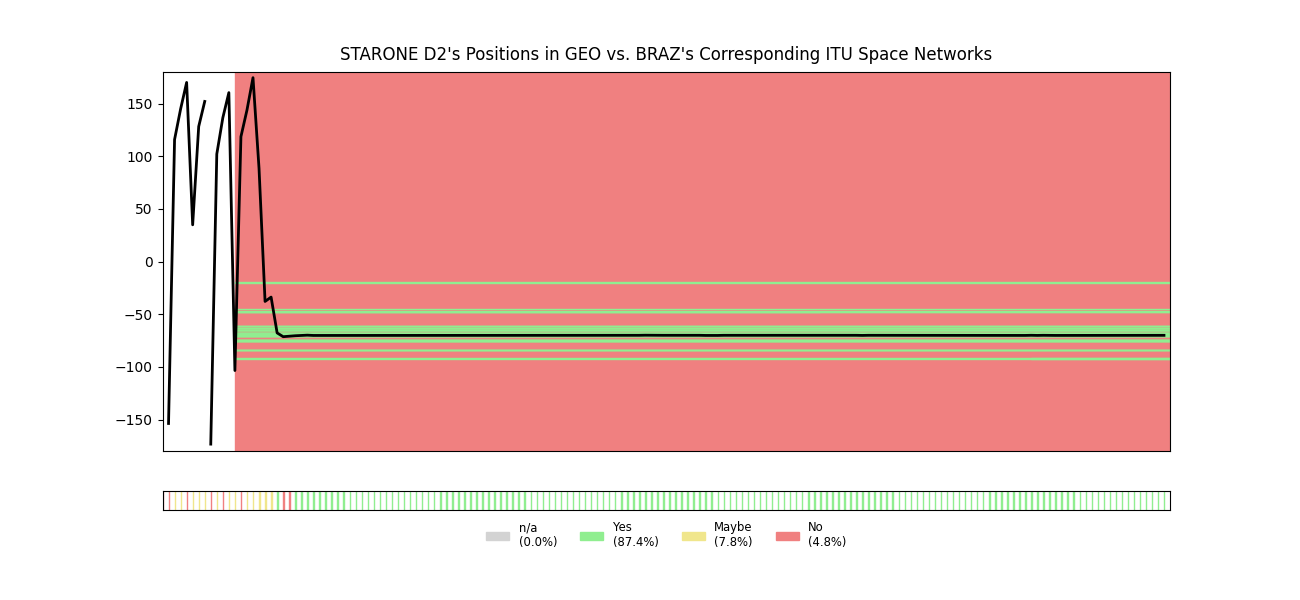 STARONE D2's Positions in GEO vs. BRAZ's Corresponding ITU Space Networks
150
100
50
0
−50
−100
−150
n/a
(0.0%)
Yes
(87.4%)
Maybe
(7.8%)
No
(4.8%)